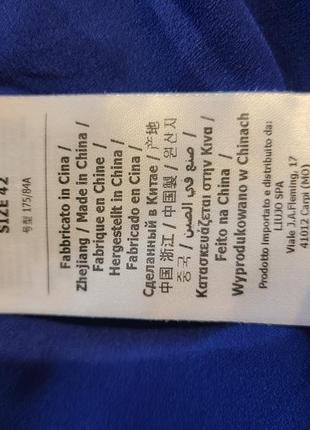 SIZE 42
号型 175/84A
Fabbricato in Cina /
Zhejiang / Made in China /
Fabrique en Chine /
Hergestellt in China /
Fabricado en Cina /
Сделанный в Китае / 产地
中国 浙江 / 中国製 / 원산지
중국 / صنع في الصين /
Κατασκευάζεται στην Κινα /
Feito na China /
Wyprodukowano w Chinach
Prodotto importato e distribuito da:
LIUJO SPA
Viale J.A.Fleming, 17
41012 Carpi (MO)